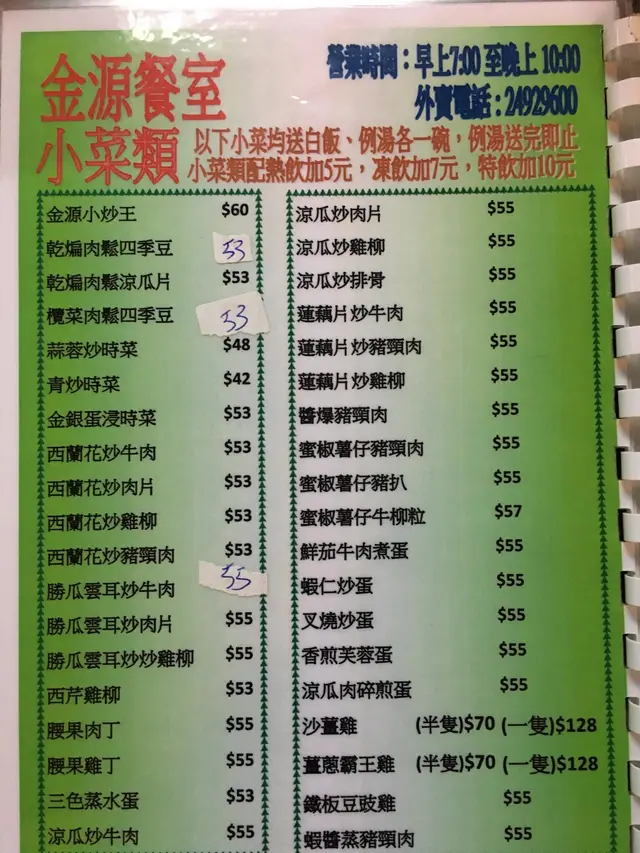 金源餐室
營業時間：早上7:00 至晚上 10:00
外賣電話：24929600
小菜類
以下小菜均送白飯、例湯各一碗，例湯送完即止
小菜類配熱飲加5元，凍飲加7元，特飲加10元
金源小炒王 $60
乾煸肉鬆四季豆 53
乾煸肉鬆涼瓜片 $53
欖菜肉鬆四季豆 53
蒜蓉炒時菜 $48
青炒時菜 $42
金銀蛋浸時菜 $53
西蘭花炒牛肉 $53
西蘭花炒肉片 $53
西蘭花炒雞柳 $53
西蘭花炒豬頸肉 $53
勝瓜雲耳炒牛肉 55
勝瓜雲耳炒肉片 $55
勝瓜雲耳炒炒雞柳 $55
西芹雞柳 $53
腰果肉丁 $55
腰果雞丁 $55
三色蒸水蛋 $53
涼瓜炒牛肉 $55
涼瓜炒肉片 $55
涼瓜炒雞柳 $55
涼瓜炒排骨 $55
蓮藕片炒牛肉 $55
蓮藕片炒豬頸肉 $55
蓮藕片炒雞柳 $55
醬爆豬頸肉 $55
蜜椒薯仔豬頸肉 $55
蜜椒薯仔豬扒 $55
蜜椒薯仔牛柳粒 $57
鮮茄牛肉煮蛋 $55
蝦仁炒蛋 $55
叉燒炒蛋 $55
香煎芙蓉蛋 $55
涼瓜肉碎煎蛋 $55
沙薑雞 (半隻)$70 (一隻)$128
薑蔥霸王雞 (半隻)$70 (一隻)$128
鐵板豆豉雞 $55
蝦醬蒸豬頸肉 $55